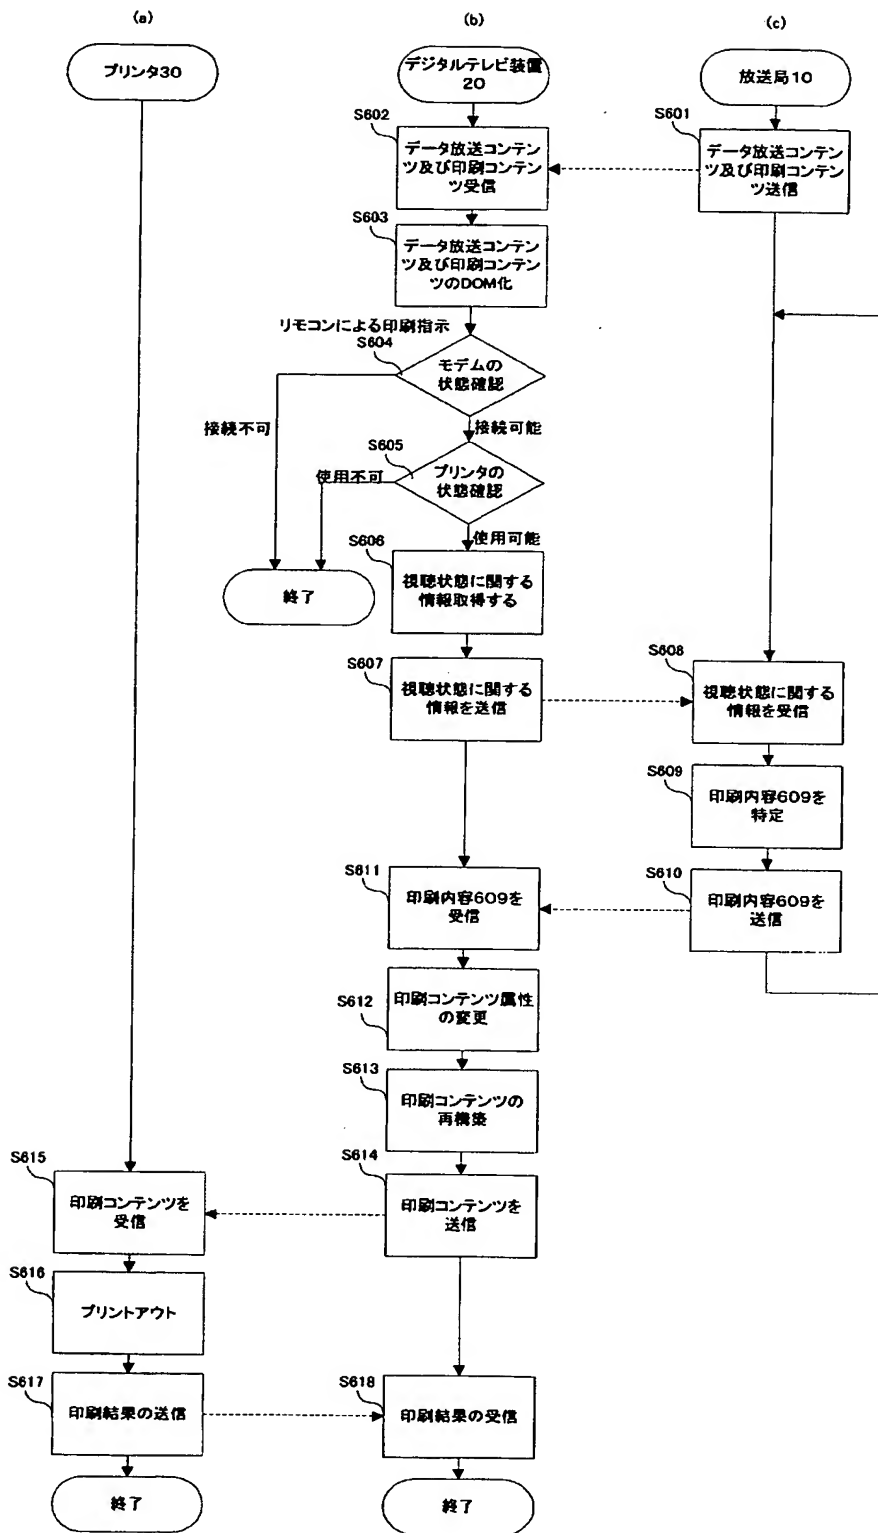 (a)
(b)
(c)
プリンタ30
デジタルテレビ装置
20
放送局10
S602
データ放送コンテン
ツ及び印刷コンテン
ツ受信
S601
データ放送コンテン
ツ及び印刷コンテン
ツ送信
S603
データ放送コンテン
ツ及び印刷コンテン
ツのDOM化
リモコンによる印刷指示
S604
モデムの
状態確認
接続不可
接続可能
S605
プリンタの
状態確認
使用不可
使用可能
終了
S606
視聴状態に関する
情報取得する
S607
視聴状態に関する
情報を送信
S608
視聴状態に関する
情報を受信
S609
印刷内容609を
特定
S611
印刷内容609を
受信
S610
印刷内容609を
送信
S612
印刷コンテンツ属性
の変更
S613
印刷コンテンツの
再構築
S615
印刷コンテンツを
受信
S614
印刷コンテンツを
送信
S616
プリントアウト
S617
印刷結果の送信
S618
印刷結果の受信
終了
終了